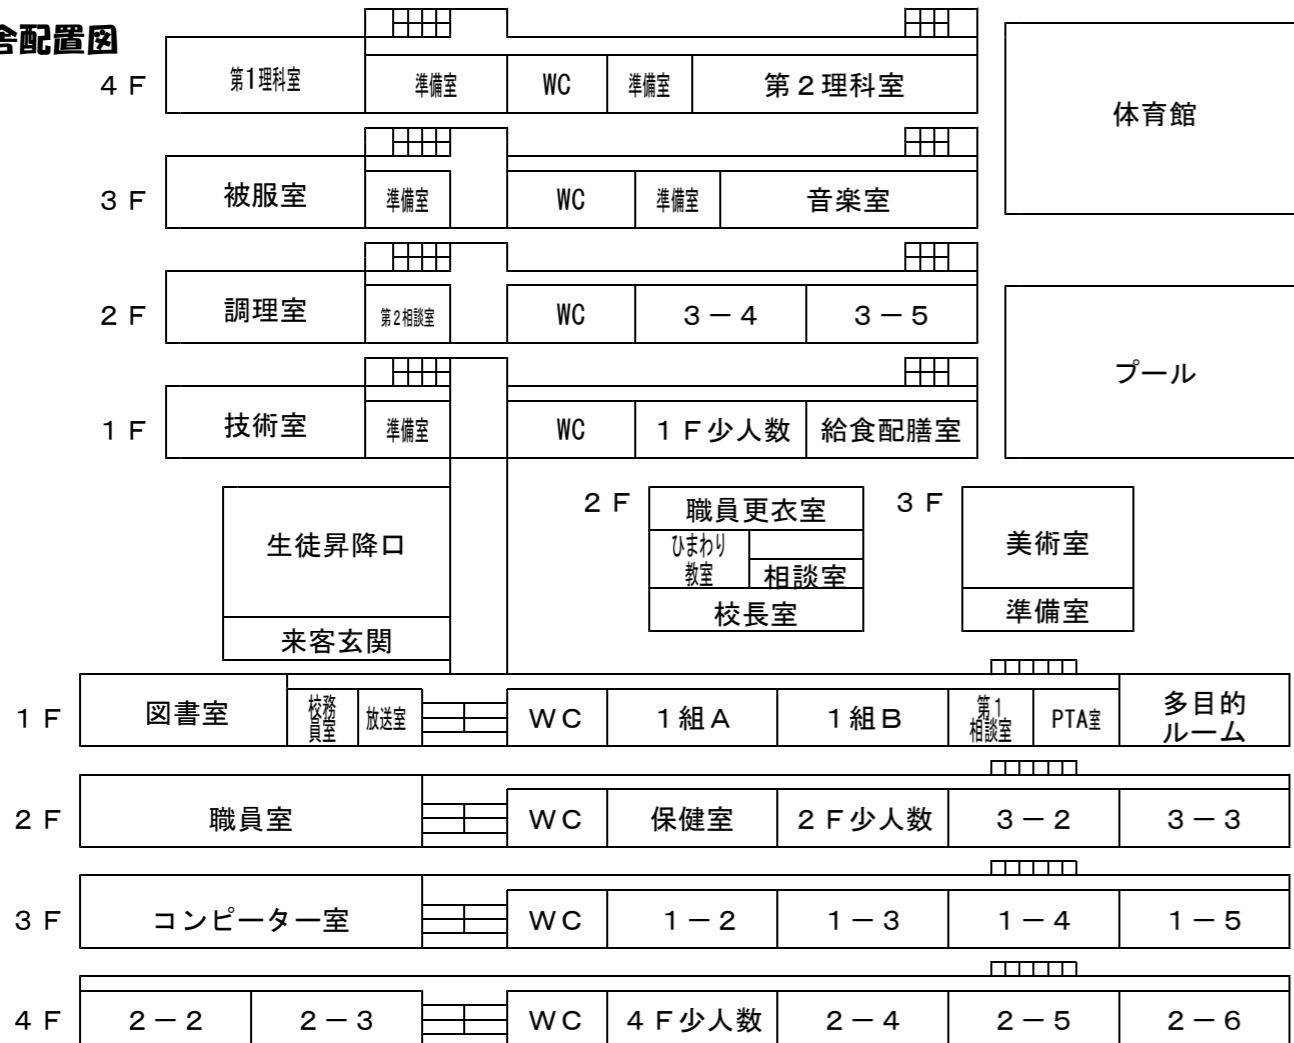 舎配置図
4F 第1理科室 準備室 WC 準備室 第2理科室
体育館
3F 被服室 準備室 WC 準備室 音楽室
2F 調理室 第2相談室 WC 3-4 3-5
プール
1F 技術室 準備室 WC 1F少人数 給食配膳室
生徒昇降口
来客玄関
2F 職員更衣室
ひまわり
教室
相談室
校長室
3F 美術室
準備室
1F 図書室 校務
員室 放送室 WC 1組A 1組B 第1
相談室 PTA室 多目的
ルーム
2F 職員室 WC 保健室 2F少人数 3-2 3-3
3F コンピーター室 WC 1-2 1-3 1-4 1-5
4F 2-2 2-3 WC 4F少人数 2-4 2-5 2-6